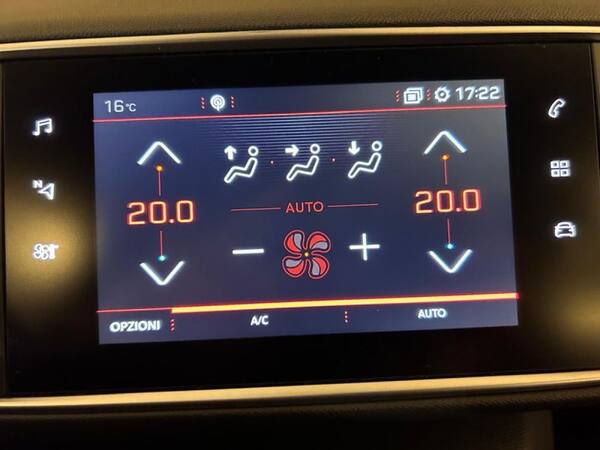 16°C
17:22
N
20.0
20.0
AUTO
OPZIONI
A/C
AUTO